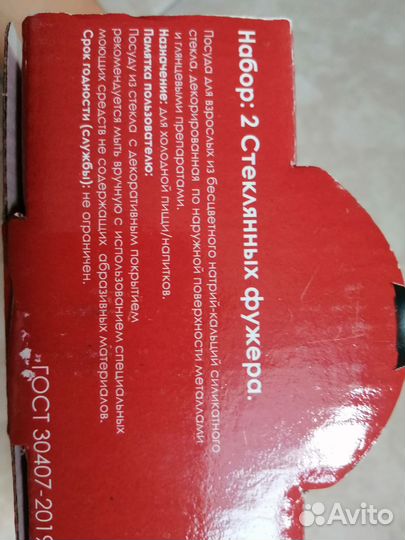 Набор: 2 Стеклянных фужера.
Посуда для взрослых из бесцветного натрий-кальций силикатного
стекла, декорированная по наружной поверхности металлами
и глянцевыми препаратами.
Назначение: для холодной пищи/напитков.
Памятка пользователю:
Посуду из стекла с декоративным покрытием
рекомендуется мыть вручную с использованием специальных
моющих средств не содержащих абразивных материалов.
Срок годности (службы): не ограничен.
ГОСТ 30407-2019
Avito